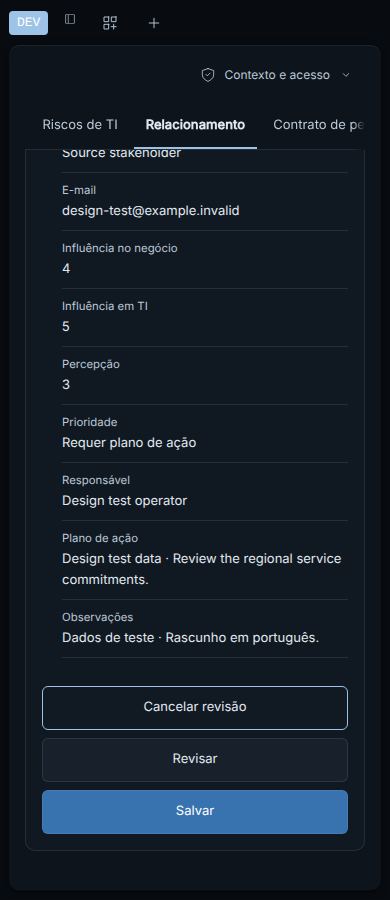 DEV
Contexto e acesso
Riscos de TI
Relacionamento
Contrato de pe
Source stakeholder
E-mail
design-test@example.invalid
Influência no negócio
4
Influência em TI
5
Percepção
3
Prioridade
Requer plano de ação
Responsável
Design test operator
Plano de ação
Design test data · Review the regional service
commitments.
Observações
Dados de teste · Rascunho em português.
Cancelar revisão
Revisar
Salvar